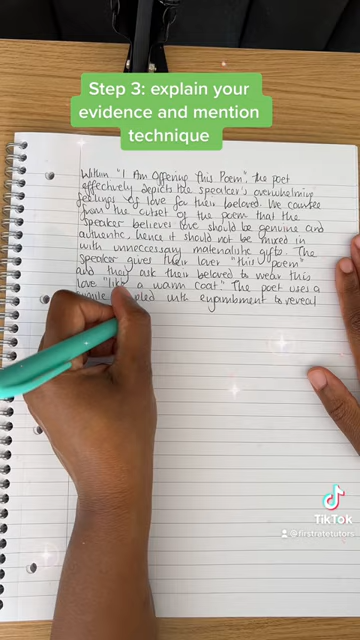 Step 3: explain your
evidence and mention
technique
Within "I Am Offering this Poem" the poet
effectively depicts the speaker's overwhelming
feelings of love for their beloved. We can see
from the outset of the poem that the
speaker believes love should be genuine and
authentic, hence it should not be mixed in
with unneccessary materialistic gifts. The
speaker gives their lover "this poem"
and they ask their beloved to wear this
love "like a warm coat." The poet uses a
with enjambment to reveal
TikTok
@firstratetutors